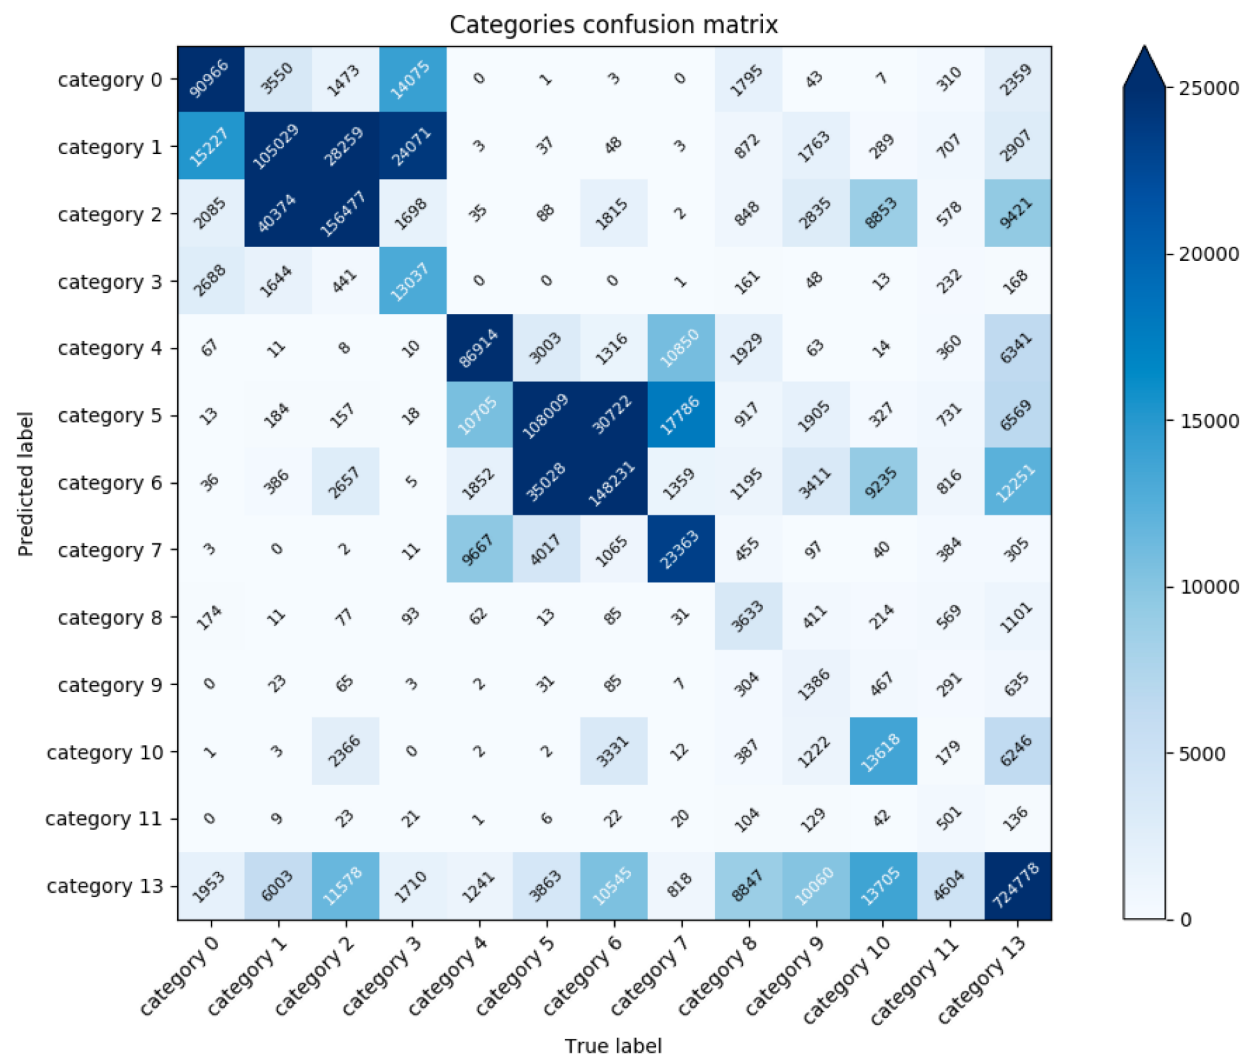 Categories confusion matrix
category 0 90966 3550 1473 14075 0 1 3 0 1795 43 7 310 2359
category 1 15227 105029 28259 24071 3 37 48 3 872 1763 289 707 2907
category 2 2085 40374 156477 1698 35 88 1815 2 848 2835 8853 578 9421
category 3 2688 1644 441 13037 0 0 0 1 161 48 13 232 168
category 4 67 11 8 10 86914 3003 1316 10850 1929 63 14 360 6341
category 5 13 184 157 18 10705 108009 30722 17786 917 1905 327 731 6569
category 6 36 386 2657 5 1852 35028 148231 1359 1195 3411 9235 816 12251
category 7 3 0 2 11 9667 4017 1065 23363 455 97 40 384 305
category 8 174 11 77 93 62 13 85 31 3633 411 214 569 1101
category 9 0 23 65 3 2 31 85 7 304 1386 467 291 635
category 10 1 3 2366 0 2 2 3331 12 387 1222 13618 179 6246
category 11 0 9 23 21 1 6 22 20 104 129 42 501 136
category 13 1953 6003 11578 1710 1241 3863 10545 818 8847 10060 13705 4604 724778
category 0 category 1 category 2 category 3 category 4 category 5 category 6 category 7 category 8 category 9 category 10 category 11 category 13
True label
Predicted label
25000
20000
15000
10000
5000
0